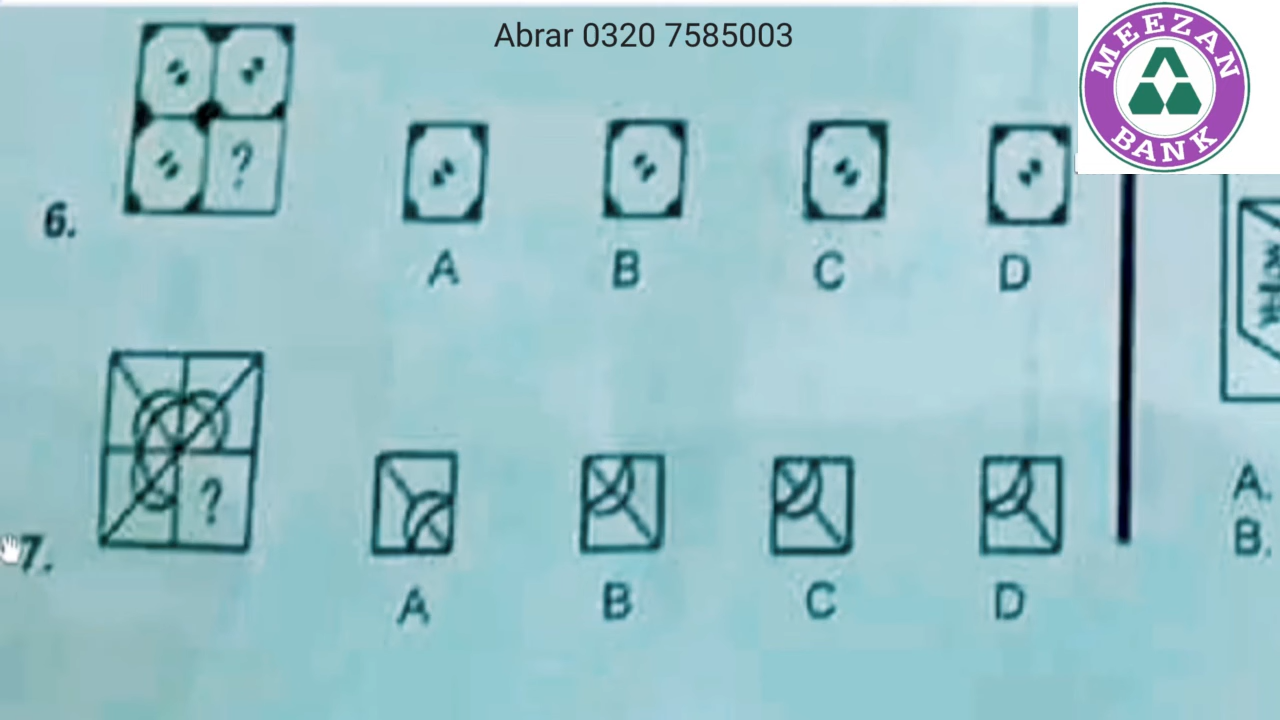 Abrar 0320 7585003
MEEZAN
BANK
6.
?
A B C D
7.
?
A B C D
A.
B.